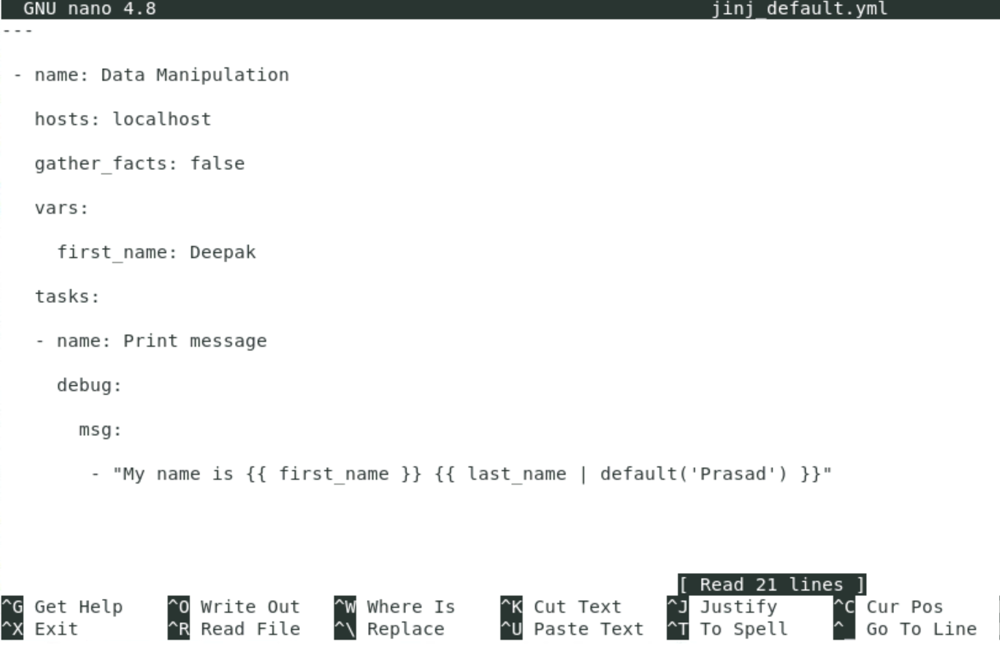 GNU nano 4.8 jinj_default.yml
---
- name: Data Manipulation
hosts: localhost
gather_facts: false
vars:
first_name: Deepak
tasks:
- name: Print message
debug:
msg:
- "My name is {{ first_name }} {{ last_name | default('Prasad') }}"
[ Read 21 lines ]
^G Get Help ^O Write Out ^W Where Is ^K Cut Text ^J Justify ^C Cur Pos
^X Exit ^R Read File ^\ Replace ^U Paste Text ^T To Spell ^_ Go To Line